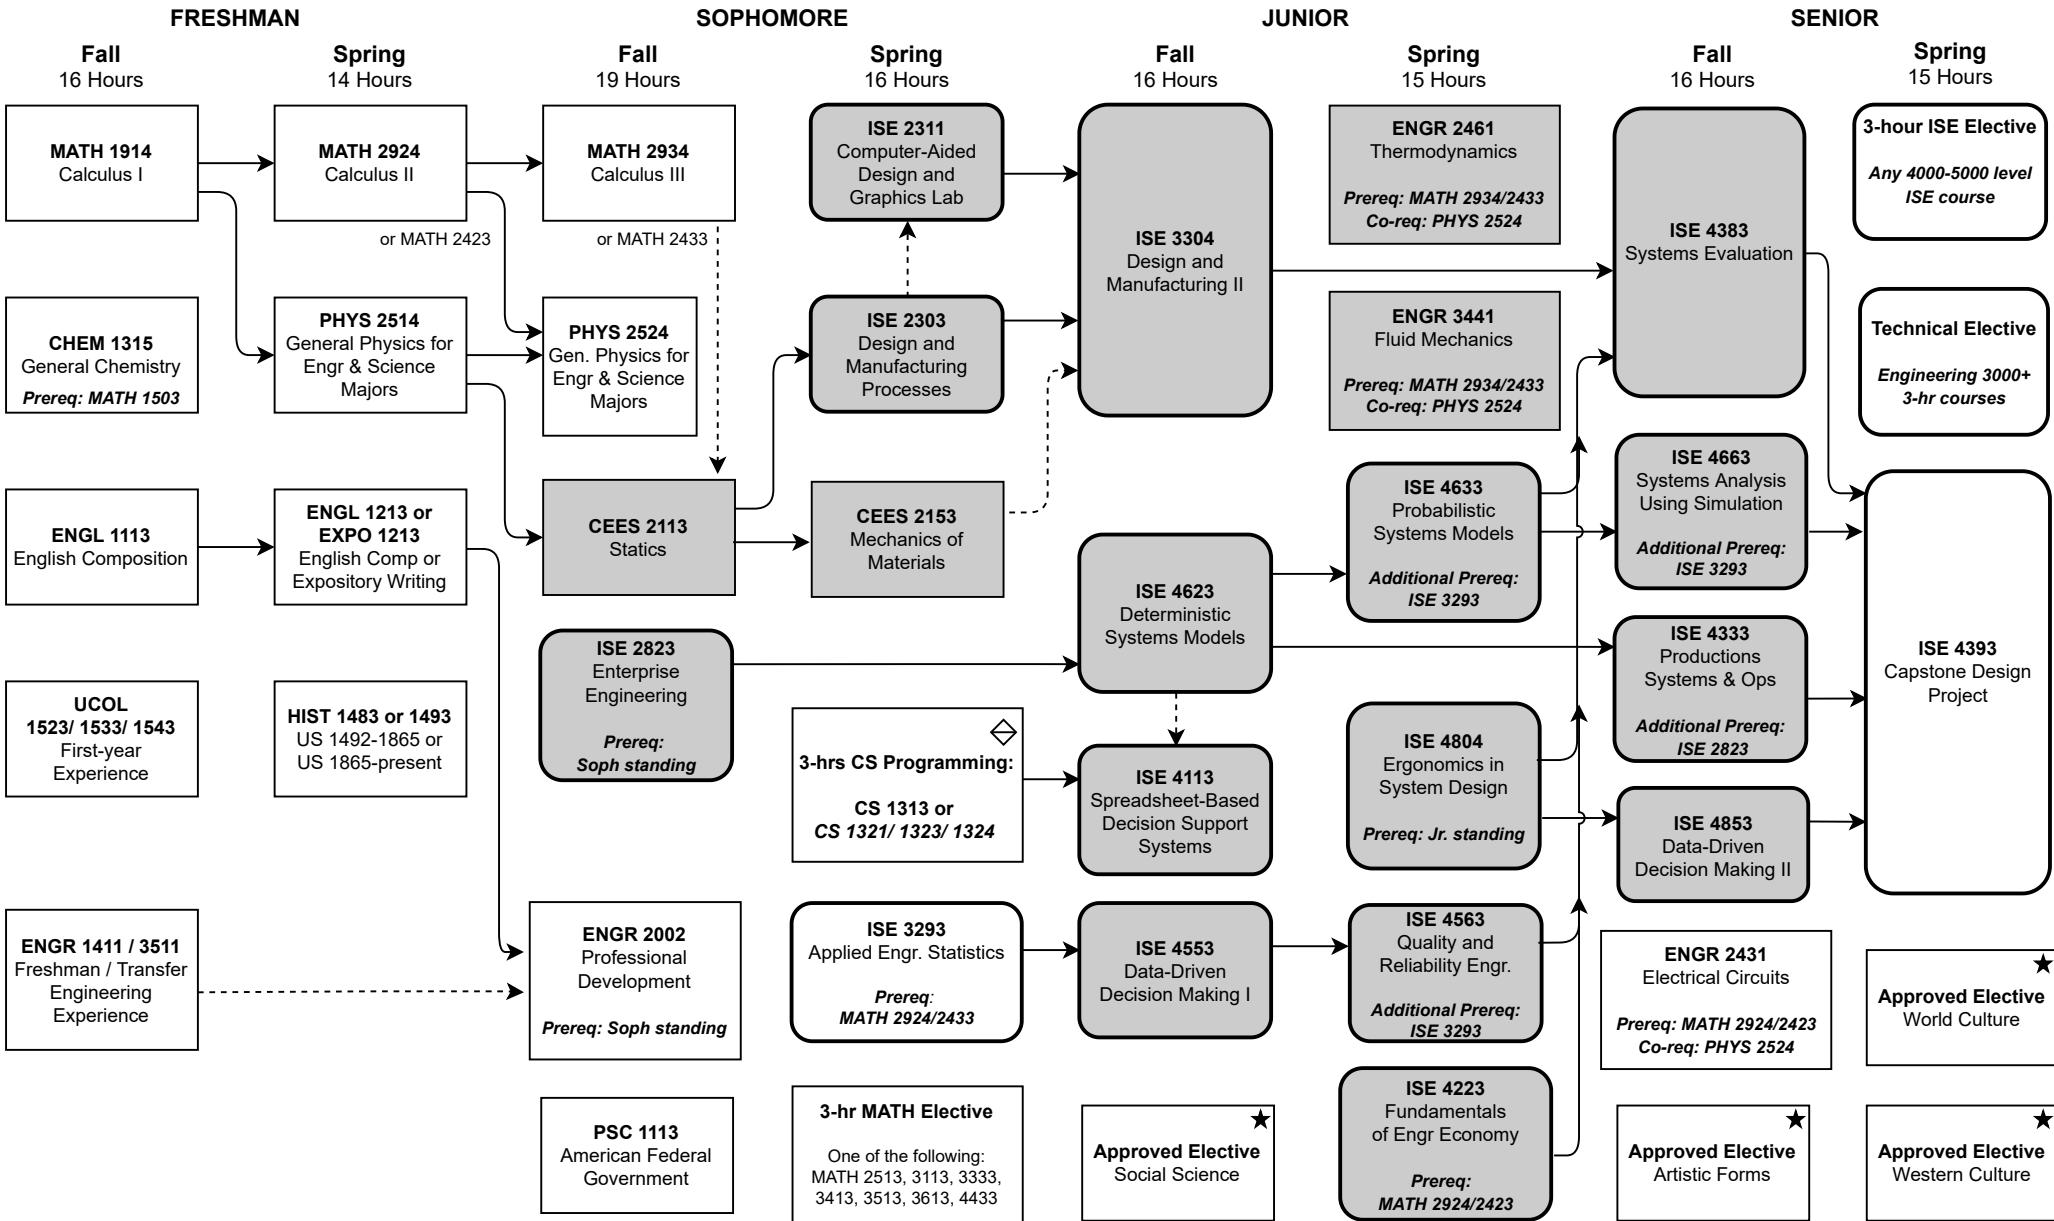 FRESHMAN
SOPHOMORE
JUNIOR
SENIOR
Fall
16 Hours
Spring
14 Hours
Fall
19 Hours
Spring
16 Hours
Fall
16 Hours
Spring
15 Hours
Fall
16 Hours
Spring
15 Hours
MATH 1914
Calculus I
CHEM 1315
General Chemistry
Prereq: MATH 1503
ENGL 1113
English Composition
UCOL
1523/ 1533/ 1543
First-year
Experience
ENGR 1411 / 3511
Freshman / Transfer
Engineering
Experience
MATH 2924
Calculus II
or MATH 2423
PHYS 2514
General Physics for
Engr & Science
Majors
ENGL 1213 or
EXPO 1213
English Comp or
Expository Writing
HIST 1483 or 1493
US 1492-1865 or
US 1865-present
MATH 2934
Calculus III
or MATH 2433
PHYS 2524
Gen. Physics for
Engr & Science
Majors
CEES 2113
Statics
ISE 2823
Enterprise
Engineering
Prereq:
Soph standing
ENGR 2002
Professional
Development
Prereq: Soph standing
PSC 1113
American Federal
Government
ISE 2311
Computer-Aided
Design and
Graphics Lab
ISE 2303
Design and
Manufacturing
Processes
CEES 2153
Mechanics of
Materials
3-hrs CS Programming:
CS 1313 or
CS 1321/ 1323/ 1324
ISE 3293
Applied Engr. Statistics
Prereq:
MATH 2924/2433
3-hr MATH Elective
One of the following:
MATH 2513, 3113, 3333,
3413, 3513, 3613, 4433
ISE 3304
Design and
Manufacturing II
ISE 4623
Deterministic
Systems Models
ISE 4113
Spreadsheet-Based
Decision Support
Systems
ISE 4553
Data-Driven
Decision Making I
Approved Elective
Social Science
ENGR 2461
Thermodynamics
Prereq: MATH 2934/2433
Co-req: PHYS 2524
ENGR 3441
Fluid Mechanics
Prereq: MATH 2934/2433
Co-req: PHYS 2524
ISE 4633
Probabilistic
Systems Models
Additional Prereq:
ISE 3293
ISE 4804
Ergonomics in
System Design
Prereq: Jr. standing
ISE 4563
Quality and
Reliability Engr.
Additional Prereq:
ISE 3293
ISE 4223
Fundamentals
of Engr Economy
Prereq:
MATH 2924/2423
ISE 4383
Systems Evaluation
ISE 4663
Systems Analysis
Using Simulation
Additional Prereq:
ISE 3293
ISE 4333
Productions
Systems & Ops
Additional Prereq:
ISE 2823
ISE 4853
Data-Driven
Decision Making II
ENGR 2431
Electrical Circuits
Prereq: MATH 2924/2423
Co-req: PHYS 2524
Approved Elective
Artistic Forms
3-hour ISE Elective
Any 4000-5000 level
ISE course
Technical Elective
Engineering 3000+
3-hr courses
ISE 4393
Capstone Design
Project
Approved Elective
World Culture
Approved Elective
Western Culture